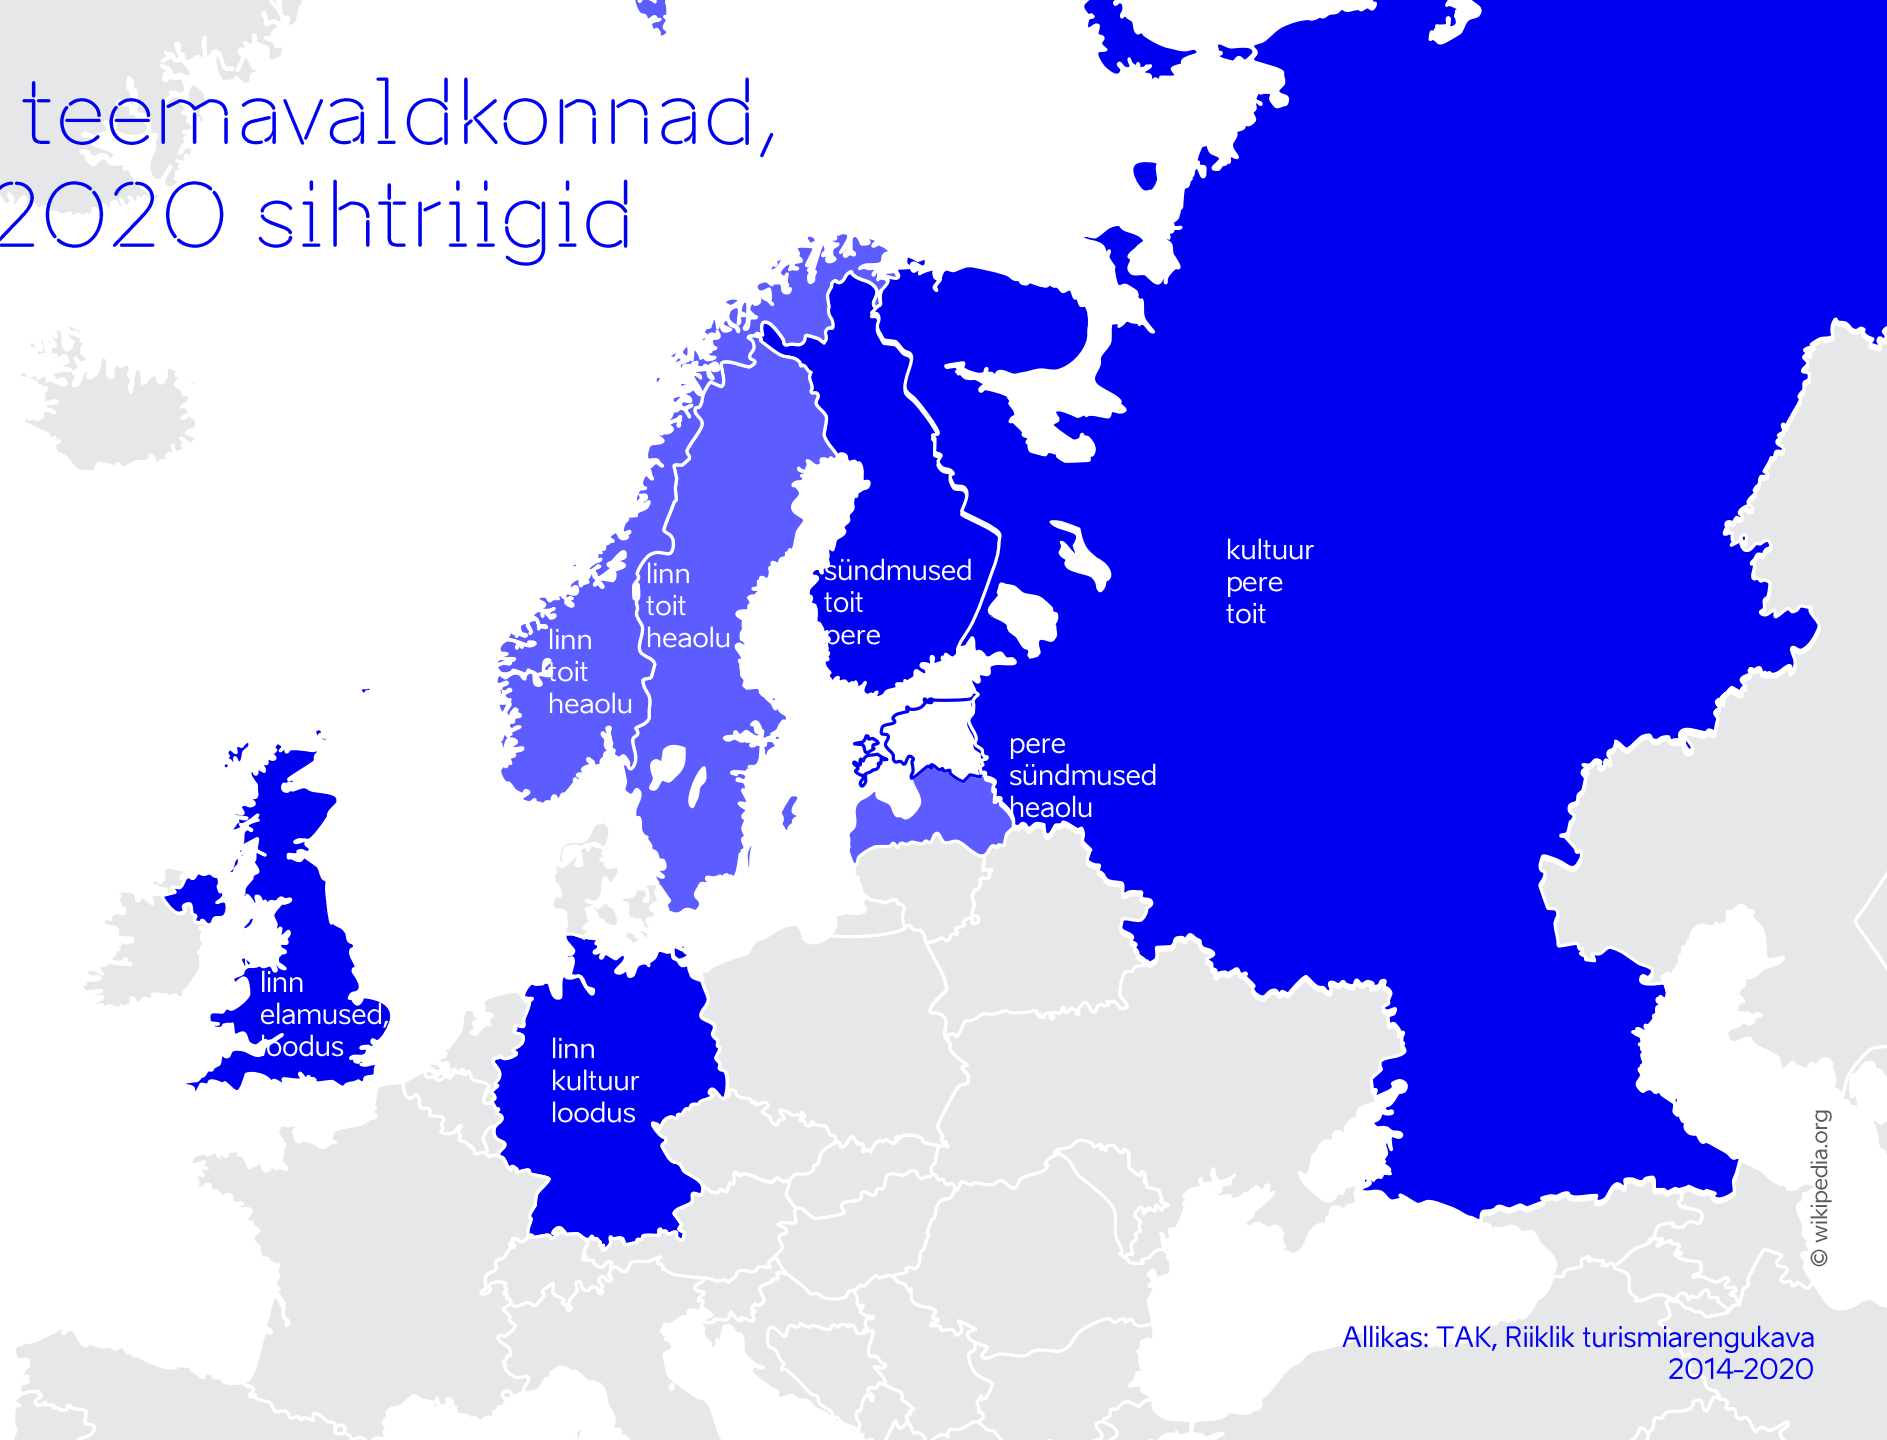 teemavaldkonnad,
2020 sihtriigid
kultuur
pere
toit
sündmused
toit
pere
linn
toit
heaolu
linn
toit
heaolu
pere
sündmused
heaolu
linn
elamused,
loodus
linn
kultuur
loodus
© wikipedia.org
Allikas: TAK, Riiklik turismiarengukava
2014-2020